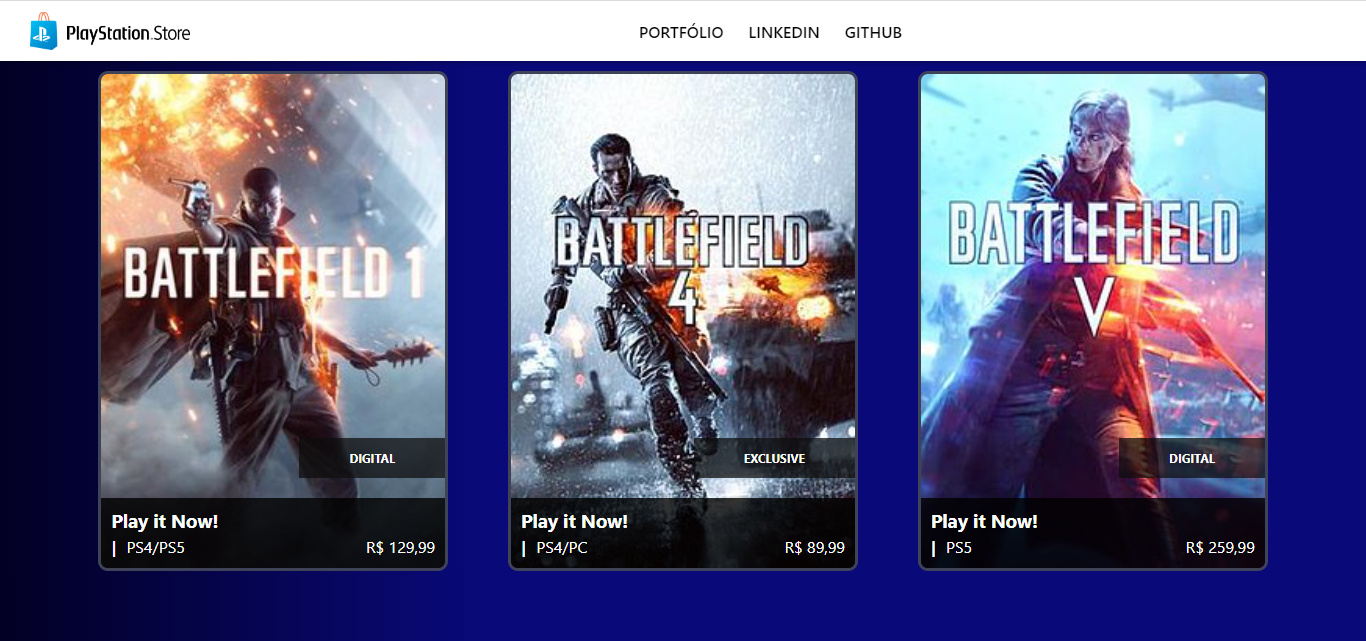 PlayStation.Store
PORTFÓLIO LINKEDIN GITHUB
BATTLEFIELD 1
DIGITAL
Play it Now!
| PS4/PS5 R$ 129,99
BATTLEFIELD
4
EXCLUSIVE
Play it Now!
| PS4/PC R$ 89,99
BATTLEFIELD
V
DIGITAL
Play it Now!
| PS5 R$ 259,99